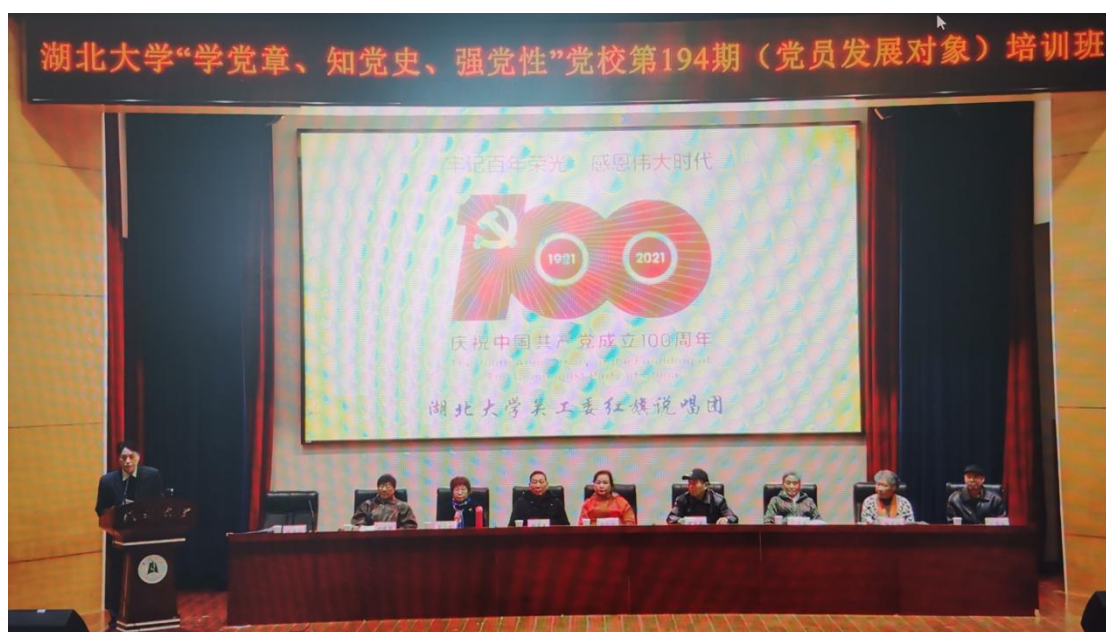 湖北大学“学党章、知党史、强党性”党校第194期（党员发展对象）培训班
牢记百年荣光 感恩伟大时代
100
1921
2021
庆祝中国共产党成立100周年
湖北大学关工委红旗说唱团